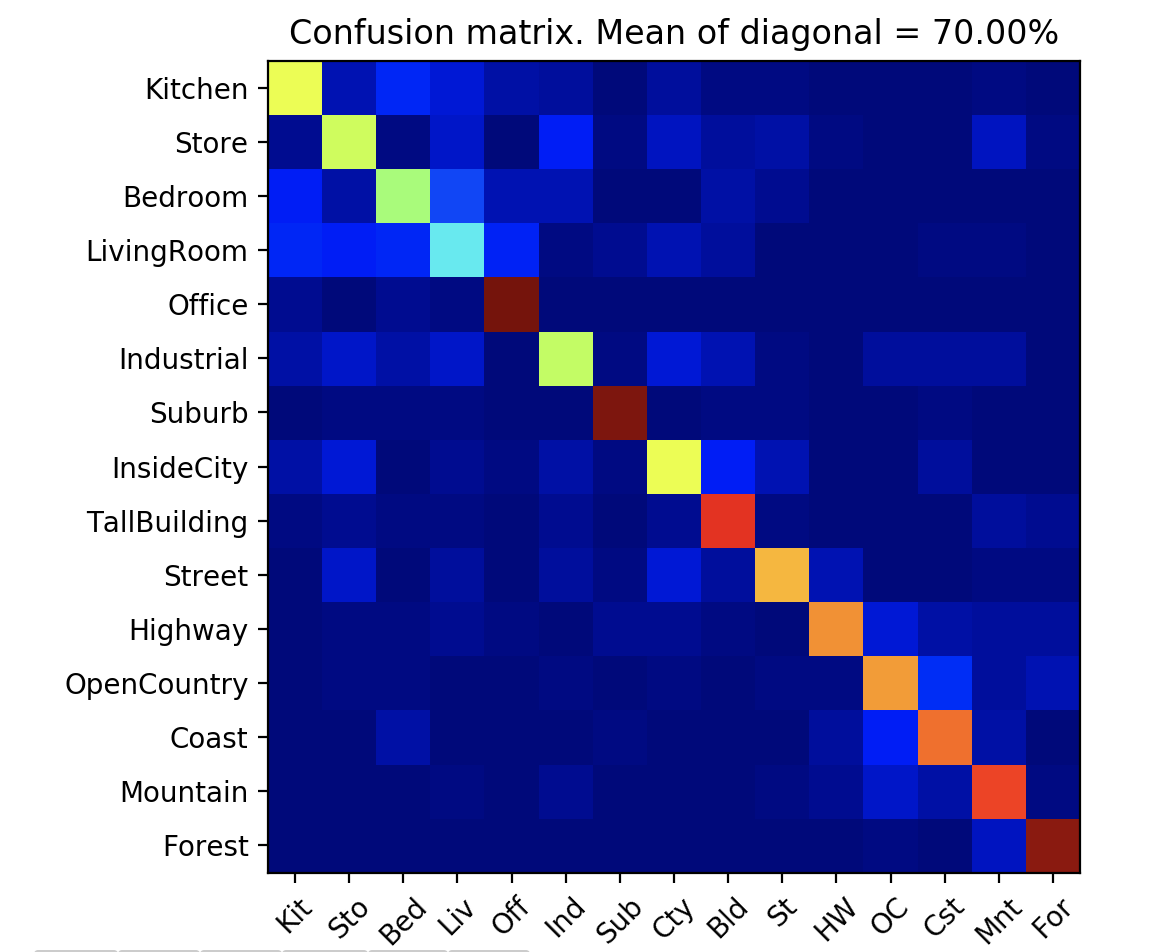 Confusion matrix. Mean of diagonal = 70.00%
Kitchen
Store
Bedroom
LivingRoom
Office
Industrial
Suburb
InsideCity
TallBuilding
Street
Highway
OpenCountry
Coast
Mountain
Forest
Kit Sto Bed Liv Off Ind Sub Cty Bld St HW OC Cst Mnt For